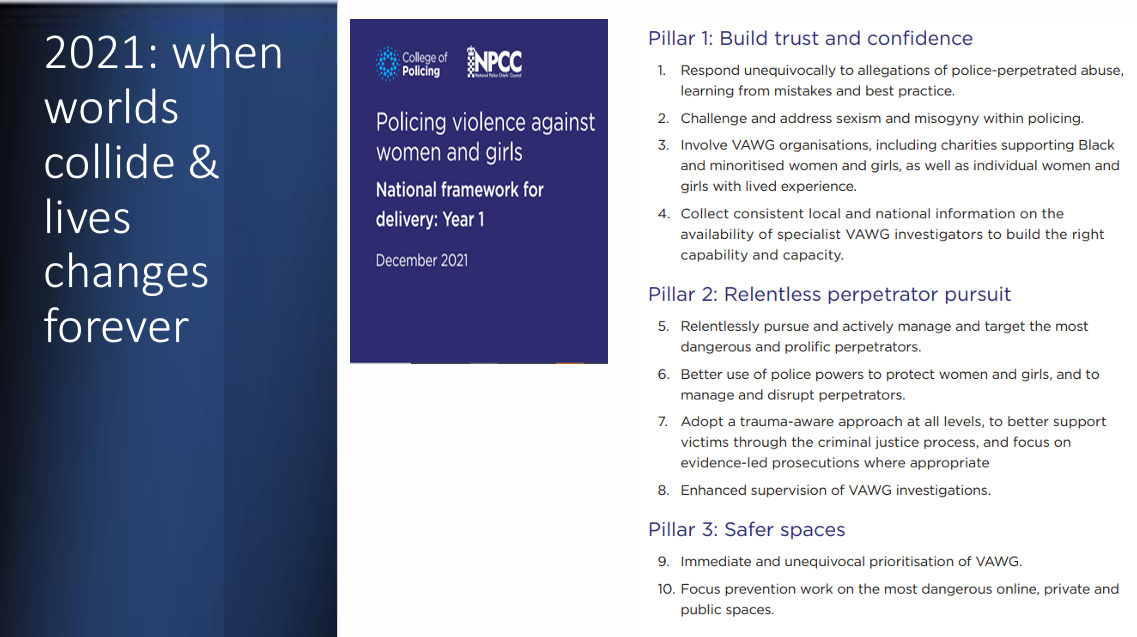 2021: when
worlds
collide &
lives
changes
forever
College of
Policing
NPCC
National Police Chiefs' Council
Policing violence against
women and girls
National framework for
delivery: Year 1
December 2021
Pillar 1: Build trust and confidence
1. Respond unequivocally to allegations of police-perpetrated abuse,
learning from mistakes and best practice.
2. Challenge and address sexism and misogyny within policing.
3. Involve VAWG organisations, including charities supporting Black
and minoritised women and girls, as well as individual women and
girls with lived experience.
4. Collect consistent local and national information on the
availability of specialist VAWG investigators to build the right
capability and capacity.
Pillar 2: Relentless perpetrator pursuit
5. Relentlessly pursue and actively manage and target the most
dangerous and prolific perpetrators.
6. Better use of police powers to protect women and girls, and to
manage and disrupt perpetrators.
7. Adopt a trauma-aware approach at all levels, to better support
victims through the criminal justice process, and focus on
evidence-led prosecutions where appropriate
8. Enhanced supervision of VAWG investigations.
Pillar 3: Safer spaces
9. Immediate and unequivocal prioritisation of VAWG.
10. Focus prevention work on the most dangerous online, private and
public spaces.